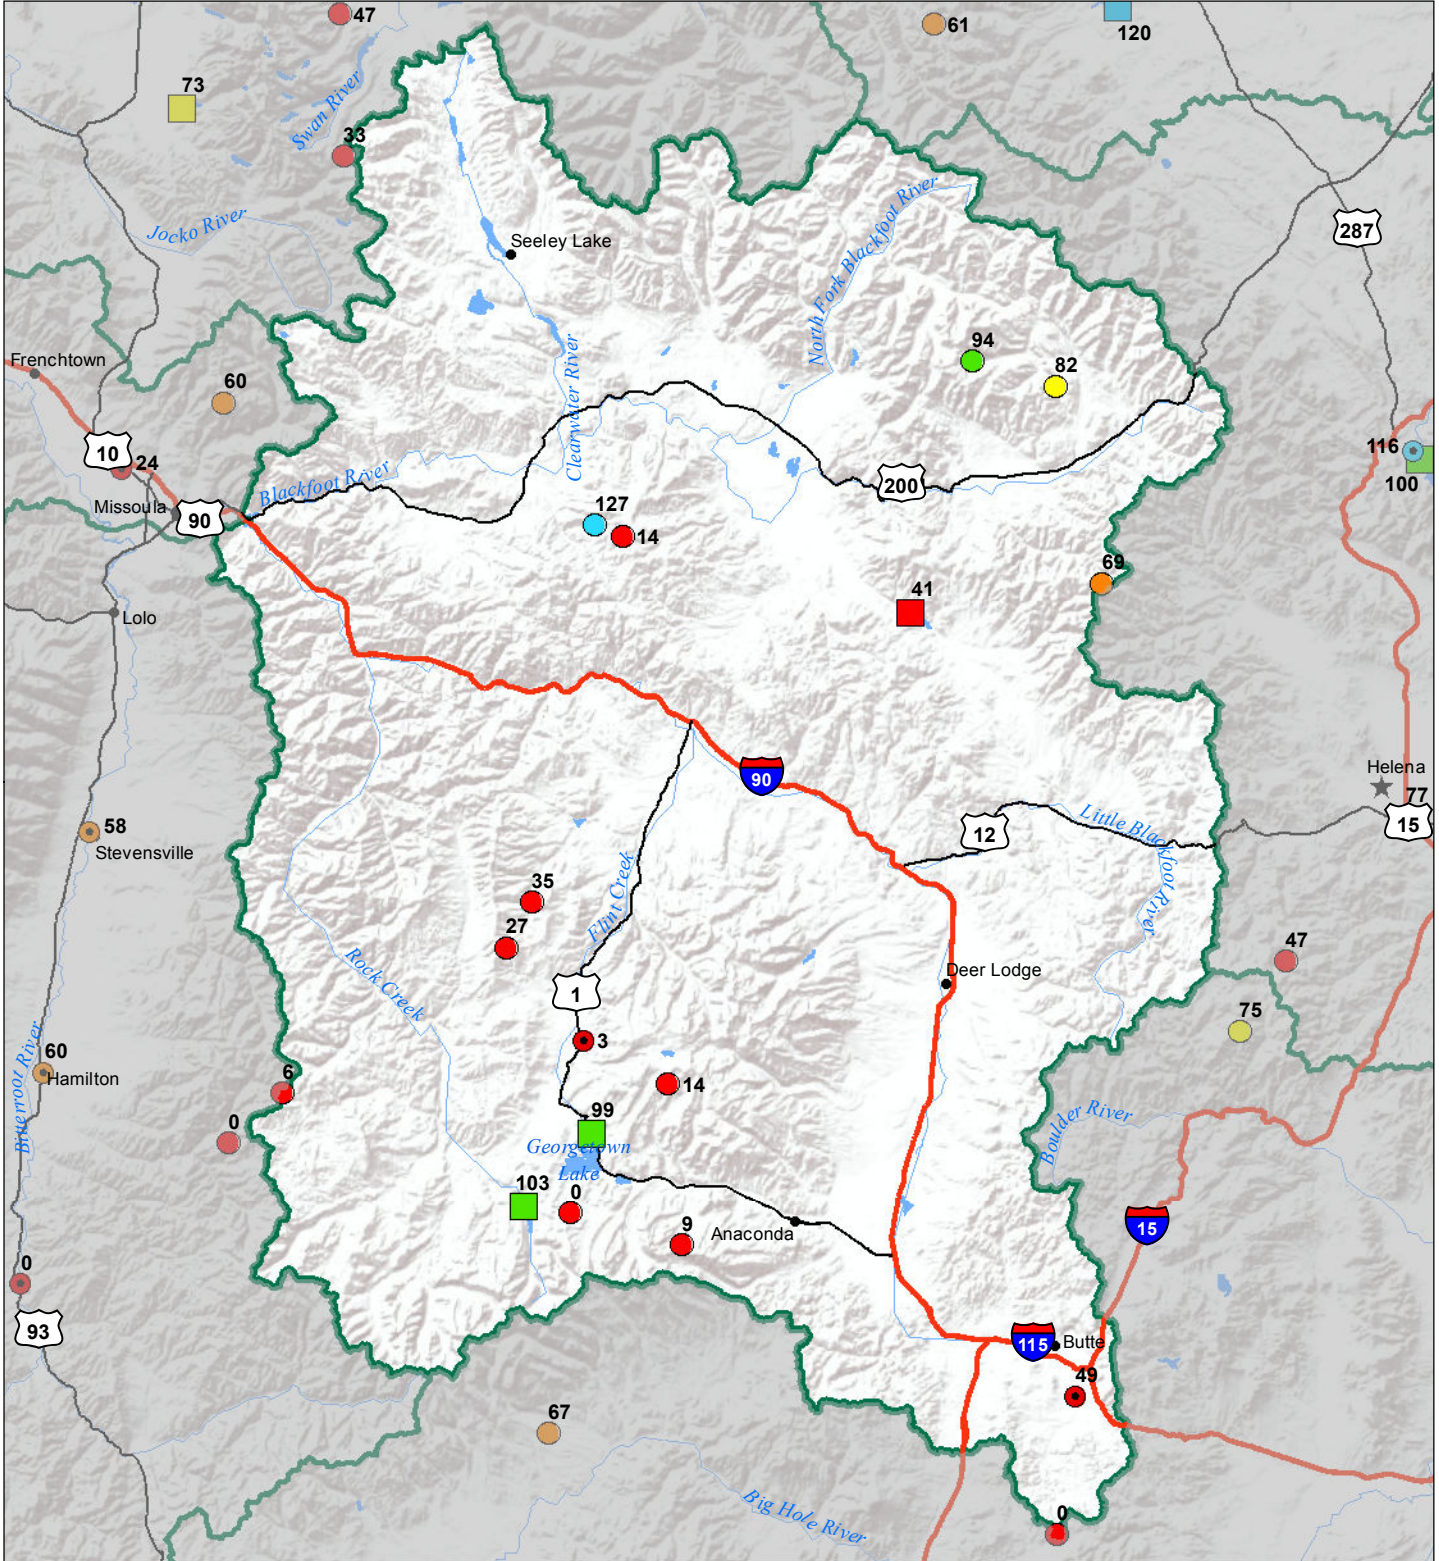 47
61
120
73
Swan River
33
Jocko River
North Fork Blackfoot River
287
Seeley Lake
94
82
Frenchtown
60
Clearwater River
10
24
116
100
Blackfoot River
200
Missoula
90
127
14
69
41
Lolo
Helena
77
15
90
12
Little Blackfoot River
58
Stevensville
35
Flint Creek
27
47
Rock Creek
Deer Lodge
1
75
3
Bitterroot River
60
Hamilton
6
14
0
99
Boulder River
Georgetown
Lake
103
0
9
Anaconda
15
0
93
115
Butte
49
67
Big Hole River
0